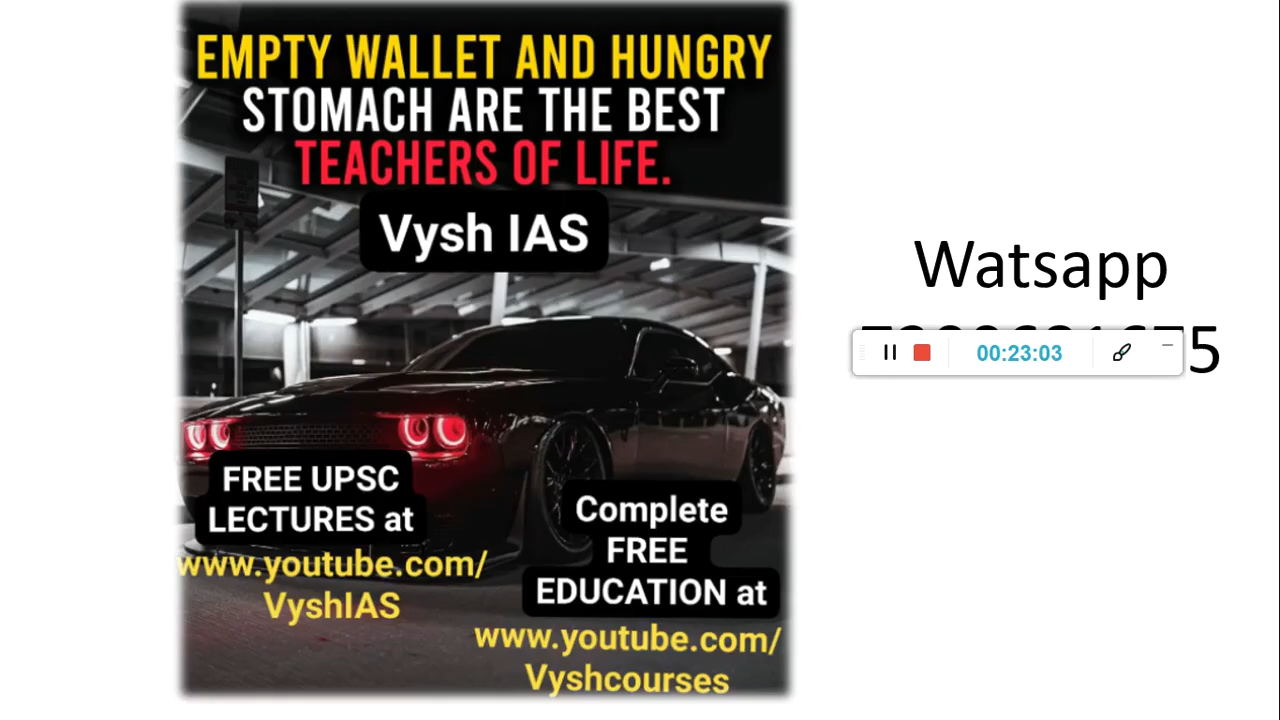 EMPTY WALLET AND HUNGRY
STOMACH ARE THE BEST
TEACHERS OF LIFE.
Vysh IAS
FREE UPSC
LECTURES at
www.youtube.com/
VyshIAS
Complete
FREE
EDUCATION at
www.youtube.com/
Vyshcourses
Watsapp
5
00:23:03